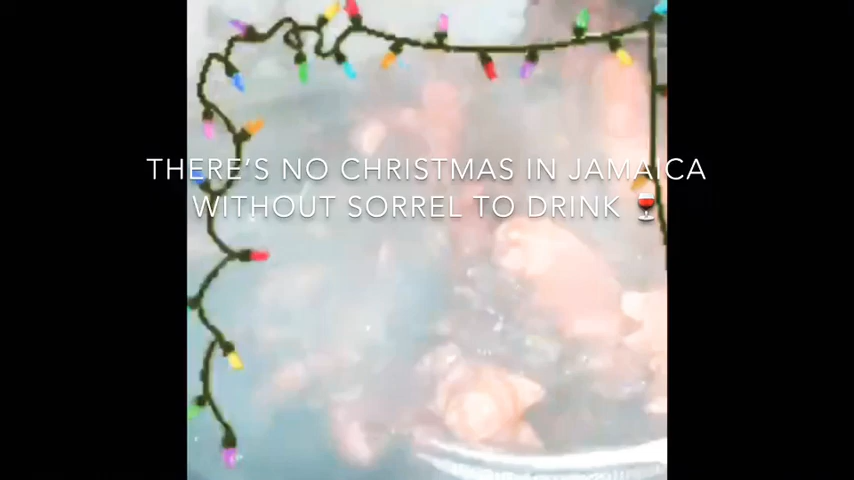 THERE'S NO CHRISTMAS IN JAMAICA
WITHOUT SORREL TO DRINK 🍷